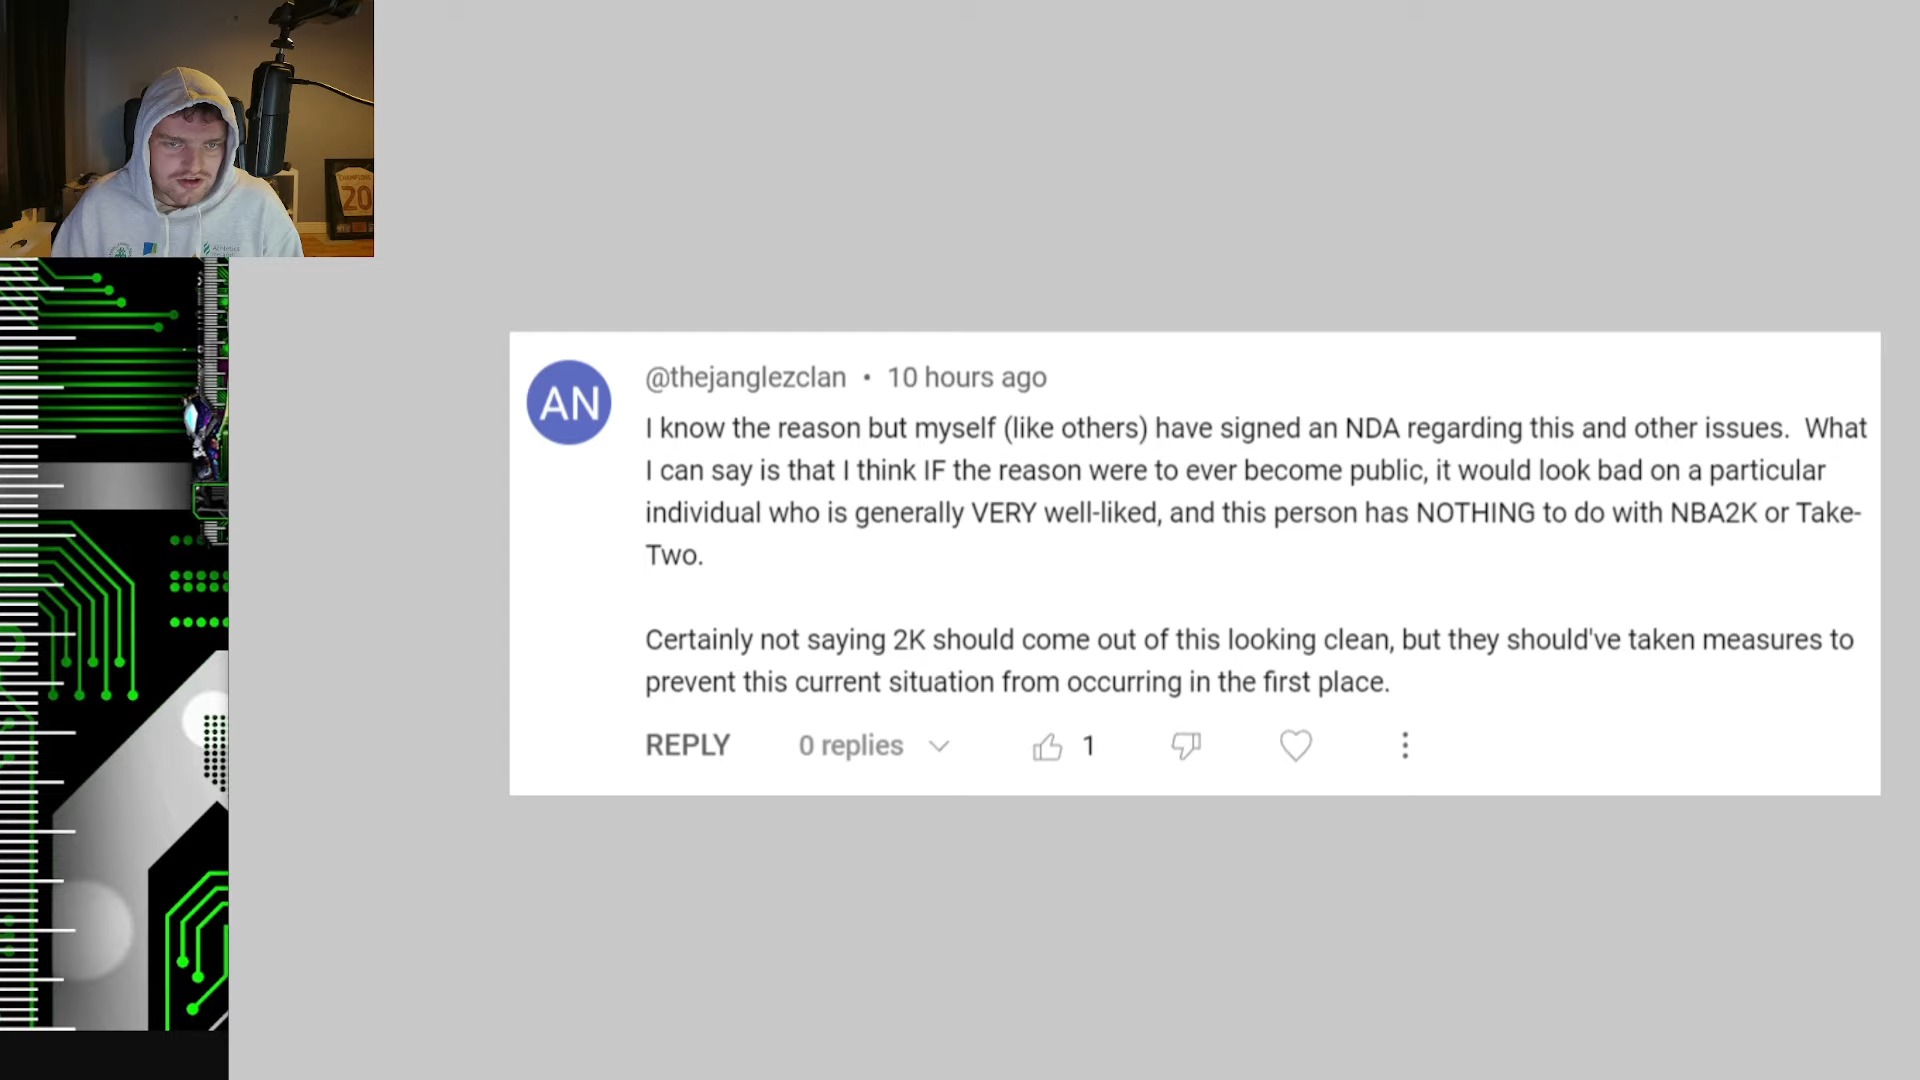 CHAMPIONS
20
@thejanglezclan • 10 hours ago
AN
I know the reason but myself (like others) have signed an NDA regarding this and other issues. What
I can say is that I think IF the reason were to ever become public, it would look bad on a particular
individual who is generally VERY well-liked, and this person has NOTHING to do with NBA2K or Take-
Two.
Certainly not saying 2K should come out of this looking clean, but they should've taken measures to
prevent this current situation from occurring in the first place.
REPLY 0 replies 1